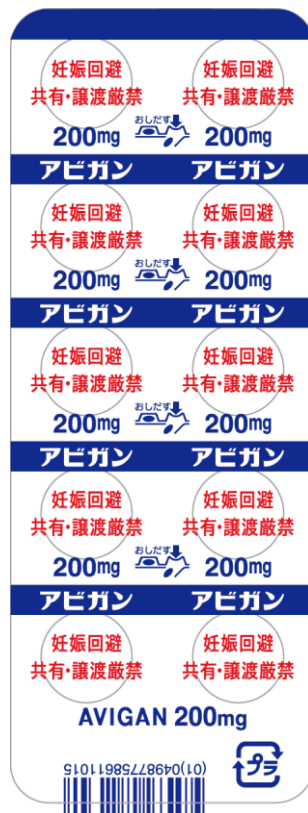 妊娠回避 妊娠回避
共有・譲渡厳禁 共有・譲渡厳禁
おしだす
200mg 200mg
アビガン アビガン
妊娠回避 妊娠回避
共有・譲渡厳禁 共有・譲渡厳禁
おしだす
200mg 200mg
アビガン アビガン
妊娠回避 妊娠回避
共有・譲渡厳禁 共有・譲渡厳禁
おしだす
200mg 200mg
アビガン アビガン
妊娠回避 妊娠回避
共有・譲渡厳禁 共有・譲渡厳禁
おしだす
200mg 200mg
アビガン アビガン
妊娠回避 妊娠回避
共有・譲渡厳禁 共有・譲渡厳禁
AVIGAN 200mg
プラ
(01)04987758611015